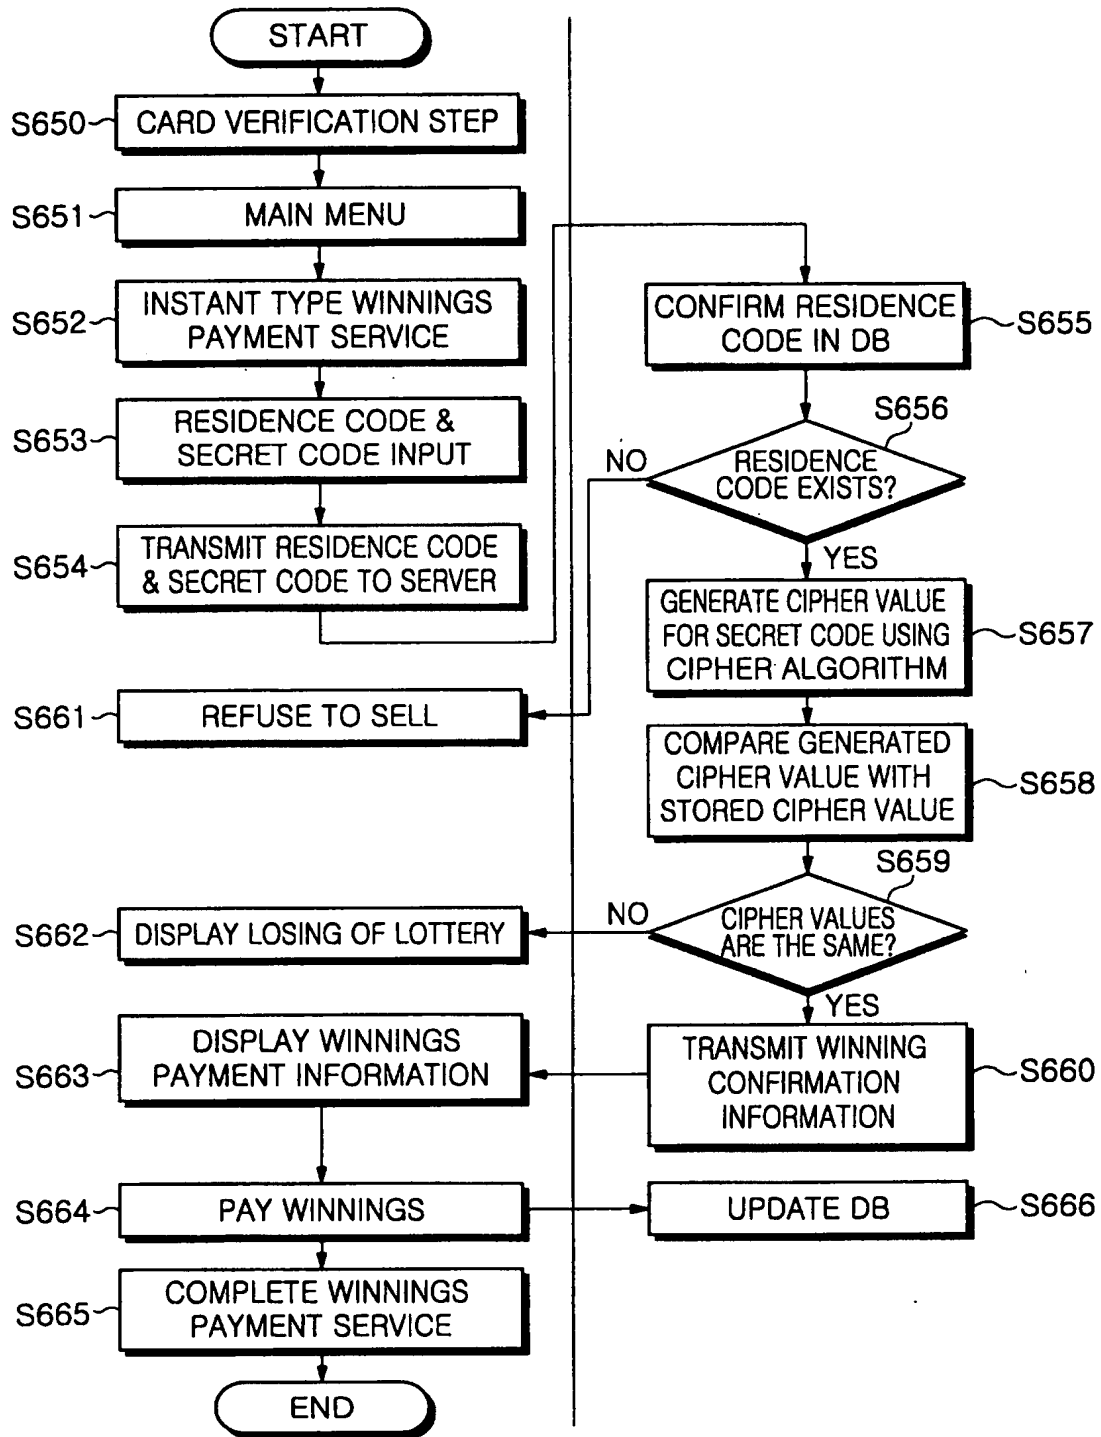 START
S650
CARD VERIFICATION STEP
S651
MAIN MENU
S652
INSTANT TYPE WINNINGS
PAYMENT SERVICE
S653
RESIDENCE CODE &
SECRET CODE INPUT
S654
TRANSMIT RESIDENCE CODE
& SECRET CODE TO SERVER
CONFIRM RESIDENCE
CODE IN DB
S655
S656
RESIDENCE
CODE EXISTS?
NO
YES
GENERATE CIPHER VALUE
FOR SECRET CODE USING
CIPHER ALGORITHM
S657
S661
REFUSE TO SELL
COMPARE GENERATED
CIPHER VALUE WITH
STORED CIPHER VALUE
S658
S659
CIPHER VALUES
ARE THE SAME?
NO
YES
S662
DISPLAY LOSING OF LOTTERY
TRANSMIT WINNING
CONFIRMATION
INFORMATION
S660
S663
DISPLAY WINNINGS
PAYMENT INFORMATION
S664
PAY WINNINGS
UPDATE DB
S666
S665
COMPLETE WINNINGS
PAYMENT SERVICE
END